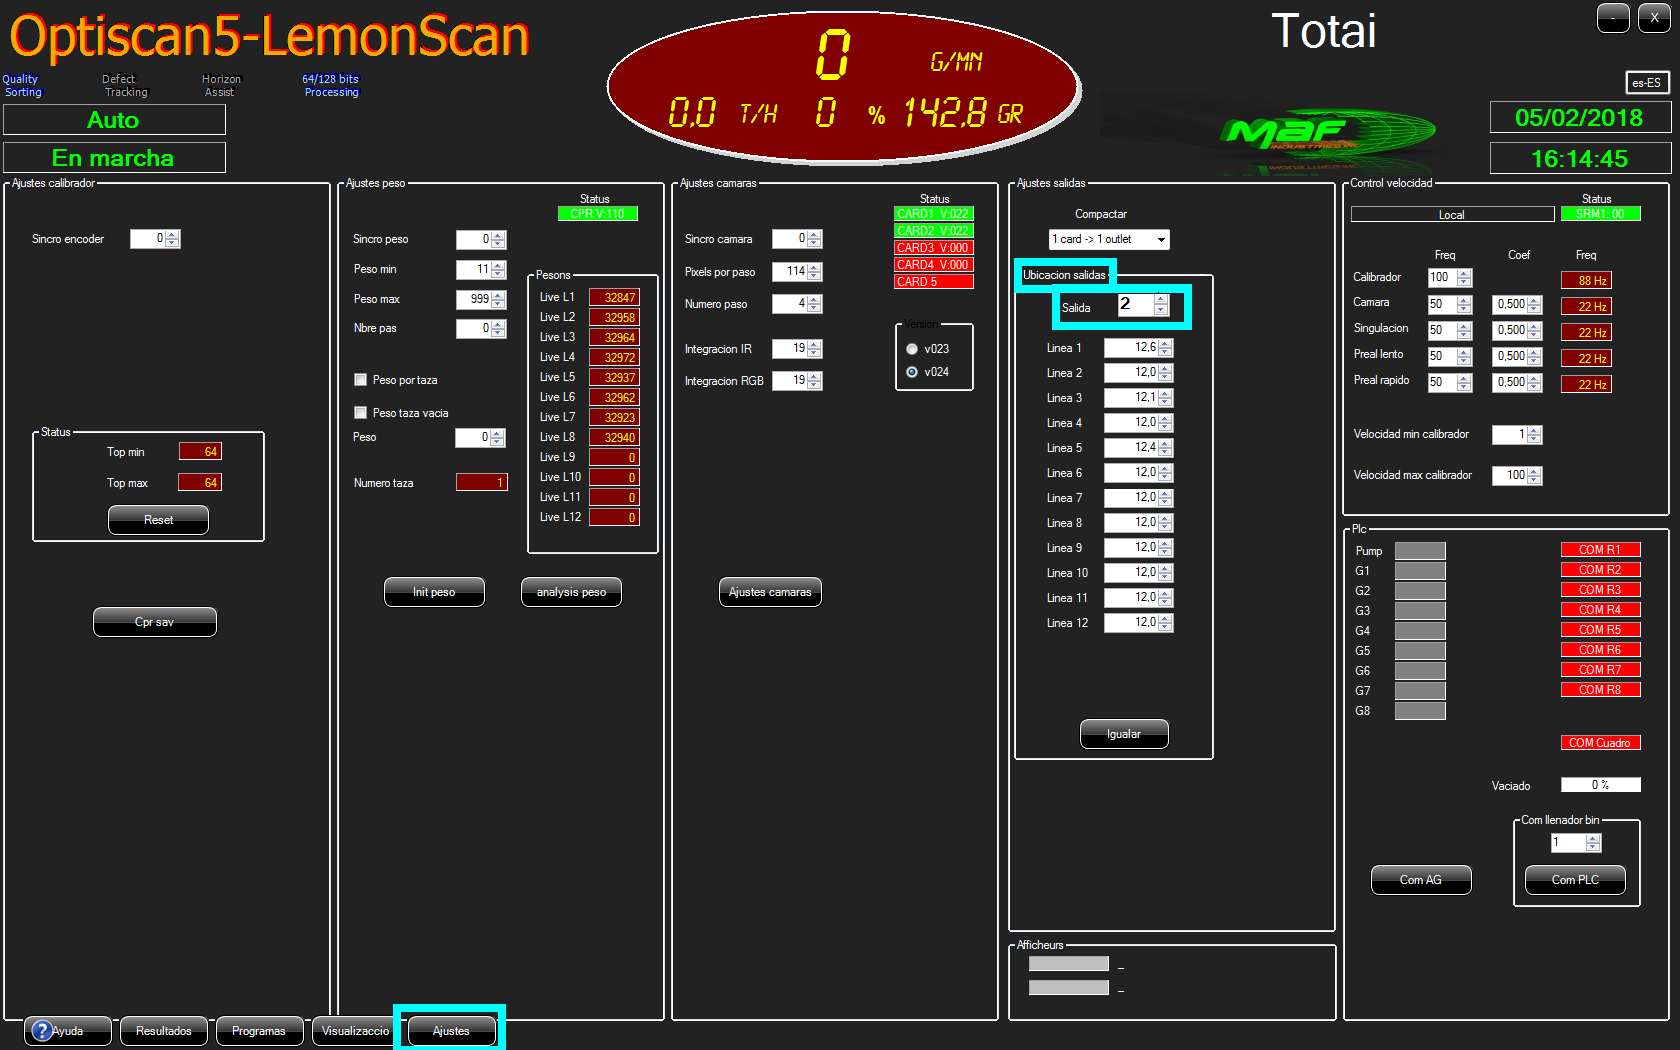 Optiscan5-LemonScan
Quality Sorting
Defect Tracking
Horizon Assist
64/128 bits Processing
Auto
En marcha
0 G/MN
0,0 T/H 0 % 142,8 GR
Totai
- X
es-ES
MAF
INDUSTRIES INC
05/02/2018
16:14:45
Ajustes calibrador
Sincro encoder 0
Status
Top min 64
Top max 64
Reset
Cpr sav
Ajustes peso
Status
CPR V:110
Sincro peso 0
Peso min 11
Peso max 999
Nbre pas 0
Peso por taza
Peso taza vacia
Peso 0
Numero taza 1
Pesons
Live L1 32847
Live L2 32958
Live L3 32964
Live L4 32972
Live L5 32937
Live L6 32962
Live L7 32923
Live L8 32940
Live L9 0
Live L10 0
Live L11 0
Live L12 0
Init peso
analysis peso
Ajustes camaras
Status
CARD1 V:022
CARD2 V:022
CARD3 V:000
CARD4 V:000
CARD 5
Sincro camara 0
Pixels por paso 114
Numero paso 4
Integracion IR 19
Integracion RGB 19
Version
v023
v024
Ajustes camaras
Ajustes salidas
Compactar
1 card -> 1 outlet
Ubicacion salidas
Salida 2
Linea 1 12,6
Linea 2 12,0
Linea 3 12,1
Linea 4 12,0
Linea 5 12,4
Linea 6 12,0
Linea 7 12,0
Linea 8 12,0
Linea 9 12,0
Linea 10 12,0
Linea 11 12,0
Linea 12 12,0
Igualar
Afficheurs
_
_
Control velocidad
Status
Local SRM1: 00
Freq Coef Freq
Calibrador 100 88 Hz
Camara 50 0,500 22 Hz
Singulacion 50 0,500 22 Hz
Preal lento 50 0,500 22 Hz
Preal rapido 50 0,500 22 Hz
Velocidad min calibrador 1
Velocidad max calibrador 100
Plc
Pump
G1
G2
G3
G4
G5
G6
G7
G8
COM R1
COM R2
COM R3
COM R4
COM R5
COM R6
COM R7
COM R8
COM Cuadro
Vaciado 0 %
Com llenador bin
1
Com AG
Com PLC
? Ayuda
Resultados
Programas
Visualizaccio
Ajustes